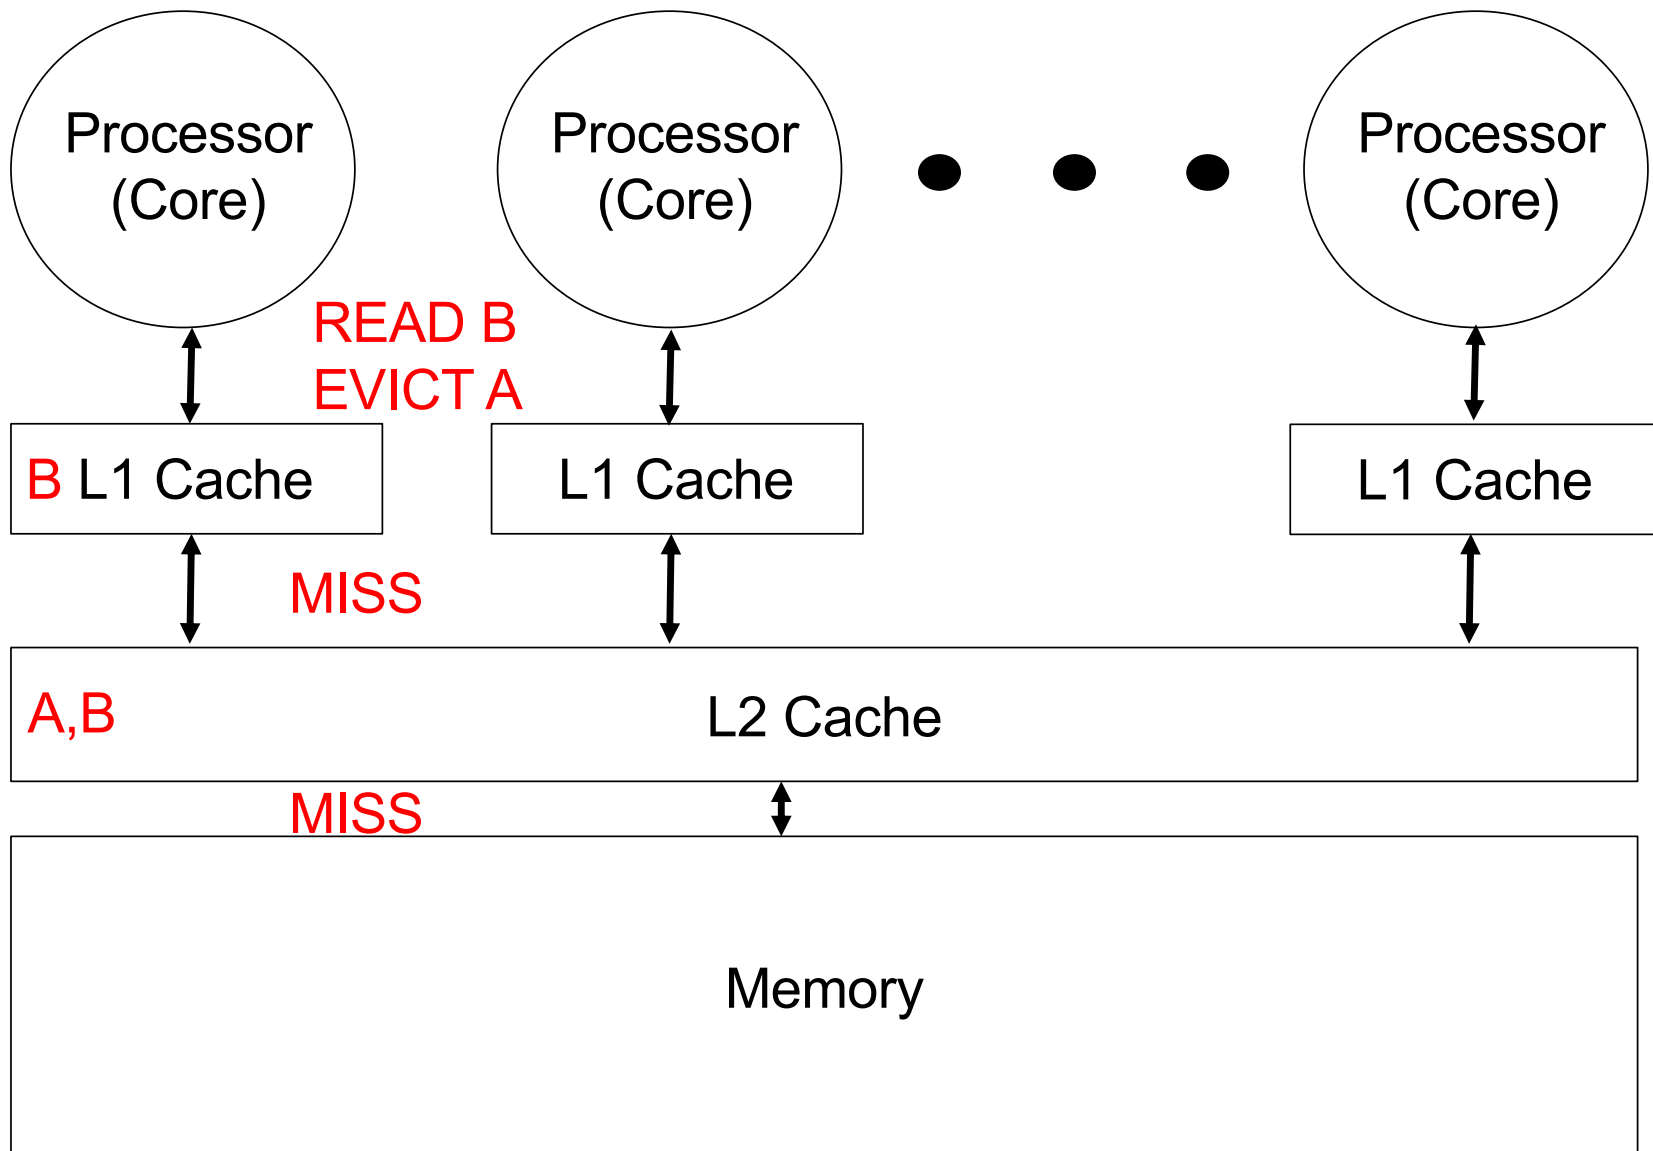 Processor
(Core)
Processor
(Core)
Processor
(Core)
READ B
EVICT A
B L1 Cache
L1 Cache
L1 Cache
MISS
A,B
L2 Cache
MISS
Memory